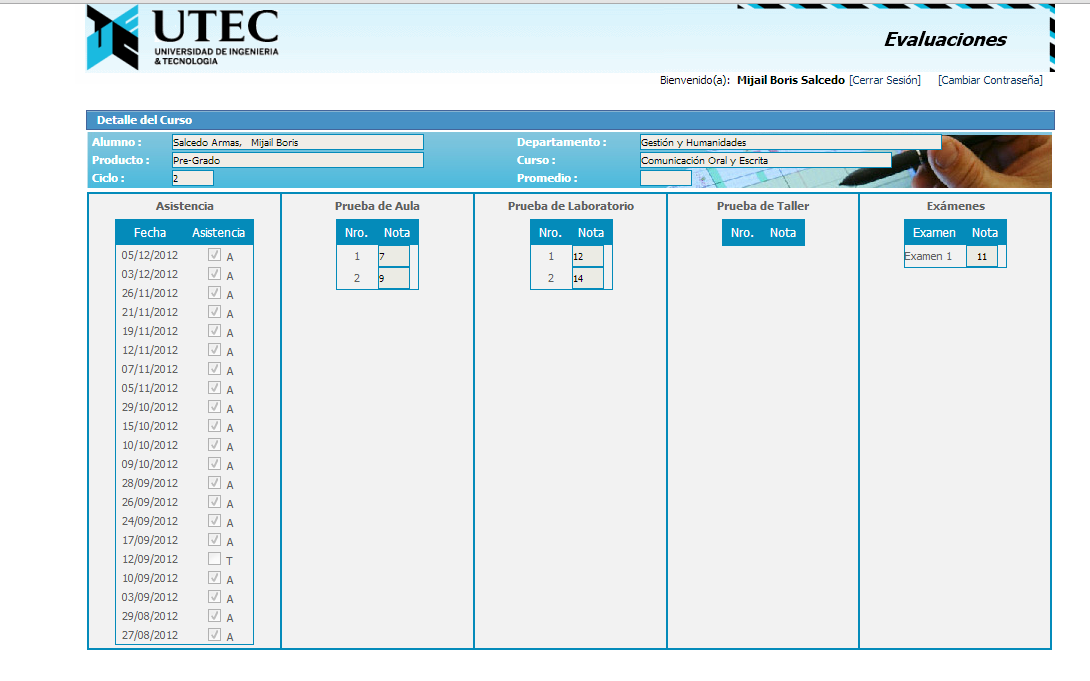 UTEC
UNIVERSIDAD DE INGENIERIA
& TECNOLOGIA
Evaluaciones
Bienvenido(a): Mijail Boris Salcedo [Cerrar Sesión] [Cambiar Contraseña]
Detalle del Curso
Alumno : Salcedo Armas, Mijail Boris Departamento : Gestión y Humanidades
Producto : Pre-Grado Curso : Comunicación Oral y Escrita
Ciclo : 2 Promedio :
Asistencia
Fecha Asistencia
05/12/2012 A
03/12/2012 A
26/11/2012 A
21/11/2012 A
19/11/2012 A
12/11/2012 A
07/11/2012 A
05/11/2012 A
29/10/2012 A
15/10/2012 A
10/10/2012 A
09/10/2012 A
28/09/2012 A
26/09/2012 A
24/09/2012 A
17/09/2012 A
12/09/2012 T
10/09/2012 A
03/09/2012 A
29/08/2012 A
27/08/2012 A
Prueba de Aula
Nro. Nota
1 7
2 9
Prueba de Laboratorio
Nro. Nota
1 12
2 14
Prueba de Taller
Nro. Nota
Exámenes
Examen Nota
Examen 1 11